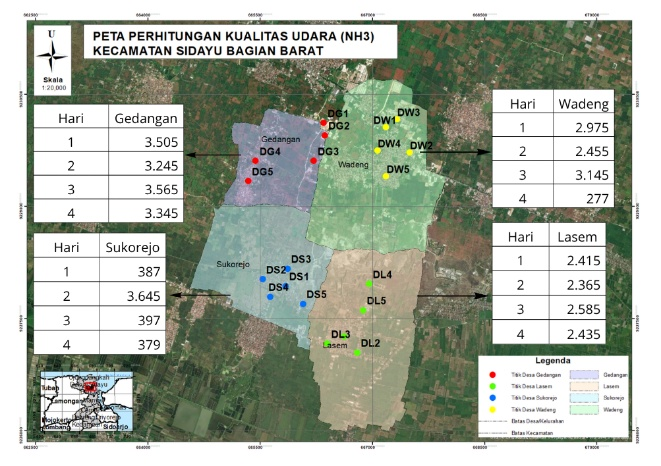 PETA PERHITUNGAN KUALITAS UDARA (NH3)
KECAMATAN SIDAYU BAGIAN BARAT
U
Skala
1:20,000
Hari Gedangan
1 3.505
2 3.245
3 3.565
4 3.345
Hari Wadeng
1 2.975
2 2.455
3 3.145
4 277
Hari Sukorejo
1 387
2 3.645
3 397
4 379
Hari Lasem
1 2.415
2 2.365
3 2.585
4 2.435
DG1
DG2
Gedangan
DG3
DG4
DG5
DW3
DW1
DW4
DW2
Wadeng
DW5
Sukorejo
DS3
DS2
DS1
DS4
DS5
DL4
DL5
DL3
Lasem
DL2
Legenda
Titik Desa Gedangan Gedangan
Titik Desa Lasem Lasem
Titik Desa Sukorejo Sukorejo
Titik Desa Wadeng Wadeng
Batas Desa/Kelurahan
Batas Kecamatan
Tuban
Lamongan
Mojokerto
Jombang
Sidoarjo